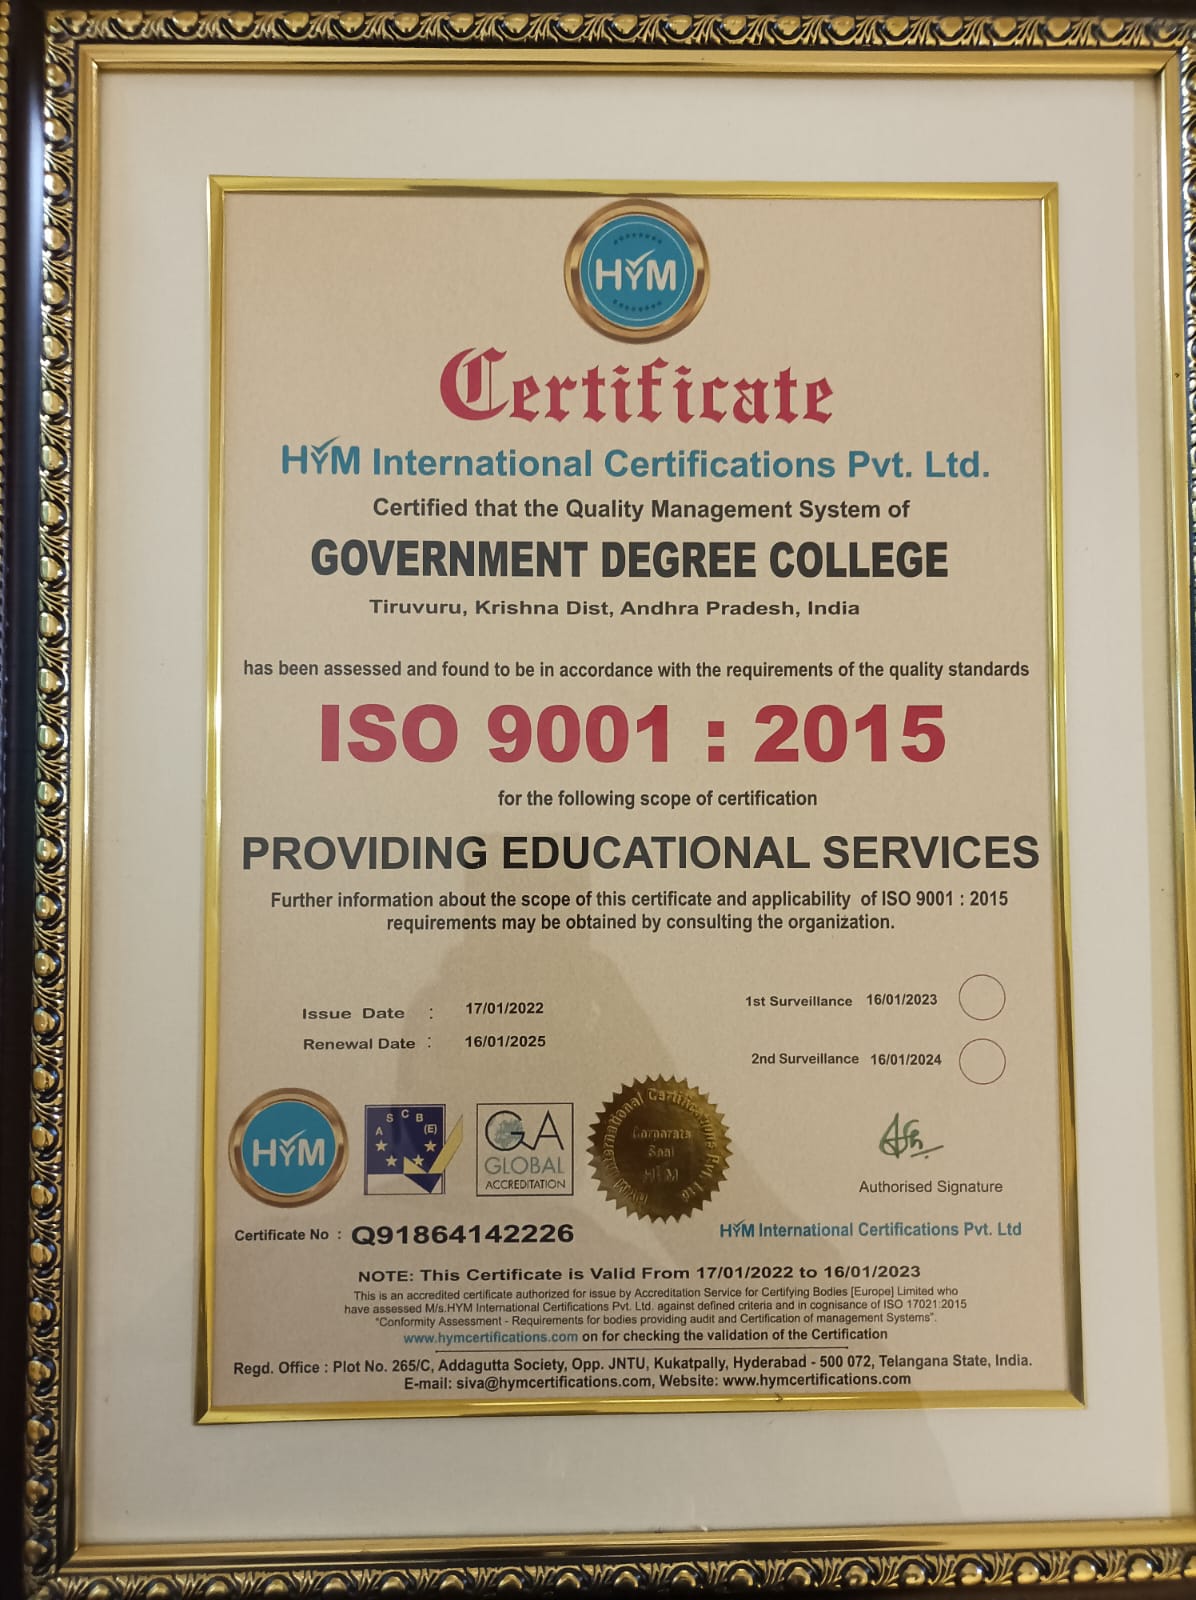 HYM
Certificate
HYM International Certifications Pvt. Ltd.
Certified that the Quality Management System of
GOVERNMENT DEGREE COLLEGE
Tiruvuru, Krishna Dist, Andhra Pradesh, India
has been assessed and found to be in accordance with the requirements of the quality standards
ISO 9001 : 2015
for the following scope of certification
PROVIDING EDUCATIONAL SERVICES
Further information about the scope of this certificate and applicability of ISO 9001 : 2015
requirements may be obtained by consulting the organization.
Issue Date : 17/01/2022
Renewal Date : 16/01/2025
1st Surveillance 16/01/2023
2nd Surveillance 16/01/2024
HYM
A S C B (E)
GA
GLOBAL
ACCREDITATION
HYM International Certifications Pvt Ltd
Corporate
Seal
HYM
Authorised Signature
Certificate No : Q91864142226
HYM International Certifications Pvt. Ltd
NOTE: This Certificate is Valid From 17/01/2022 to 16/01/2023
This is an accredited certificate authorized for issue by Accreditation Service for Certifying Bodies [Europe] Limited who
have assessed M/s.HYM International Certifications Pvt. Ltd. against defined criteria and in cognisance of ISO 17021:2015
"Conformity Assessment - Requirements for bodies providing audit and Certification of management Systems".
www.hymcertifications.com on for checking the validation of the Certification
Regd. Office : Plot No. 265/C, Addagutta Society, Opp. JNTU, Kukatpally, Hyderabad - 500 072, Telangana State, India.
E-mail: siva@hymcertifications.com, Website: www.hymcertifications.com